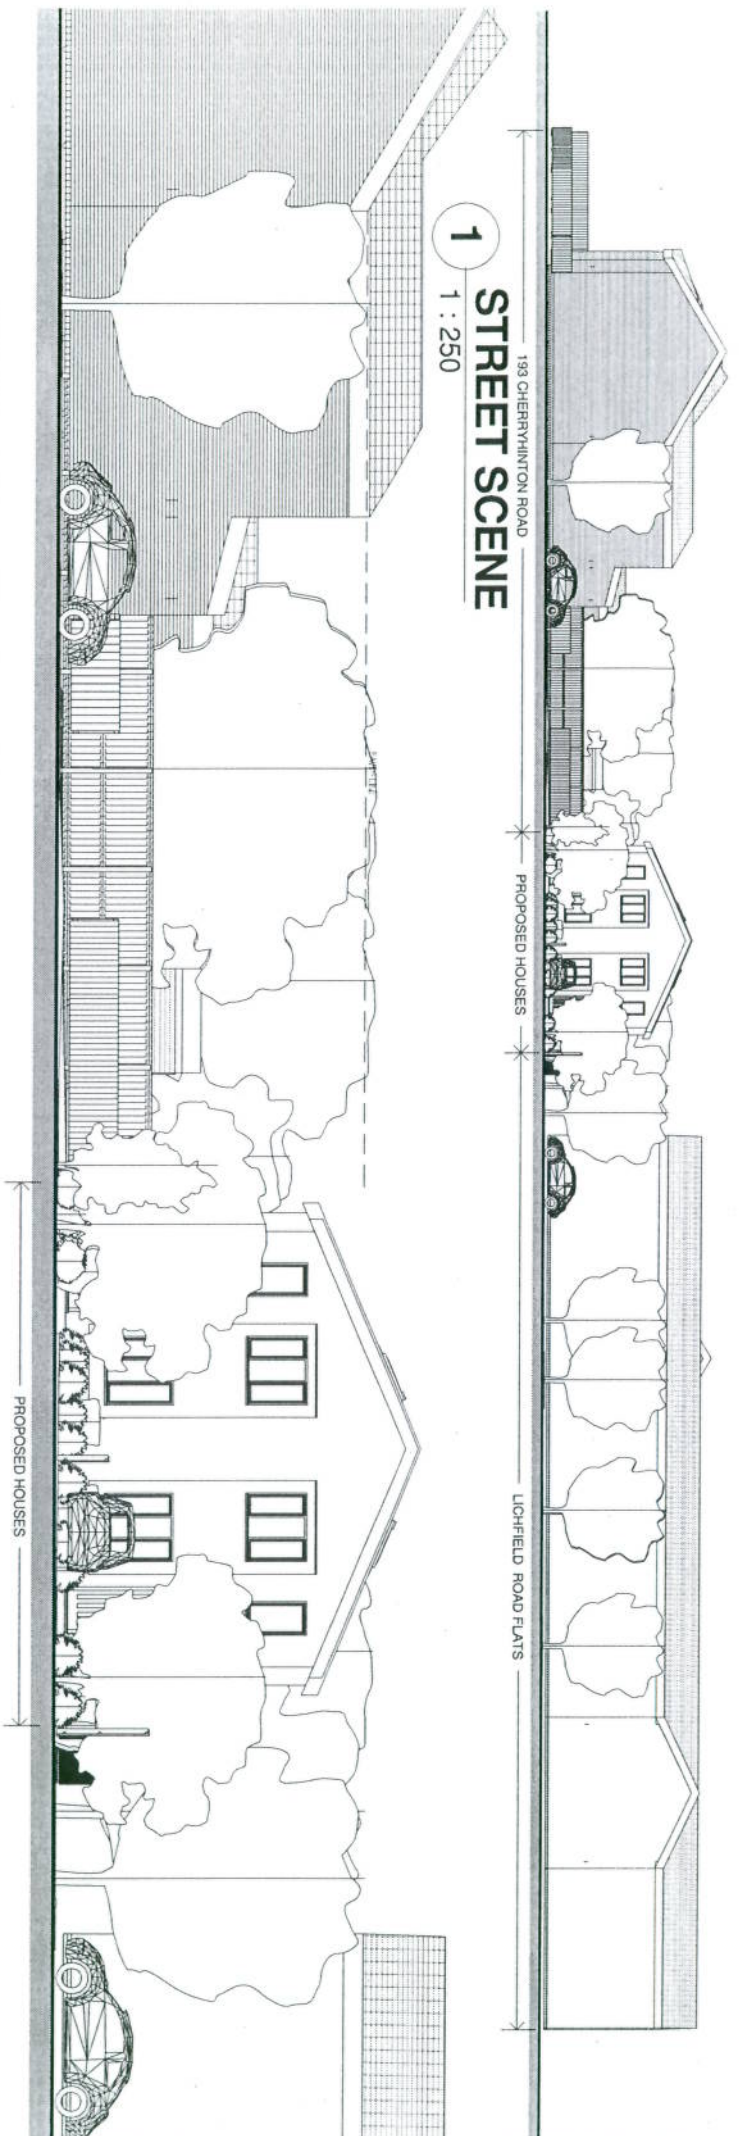 193 CHERRYHINTON ROAD
PROPOSED HOUSES
LICHFIELD ROAD FLATS
1
STREET SCENE
1 : 250
PROPOSED HOUSES